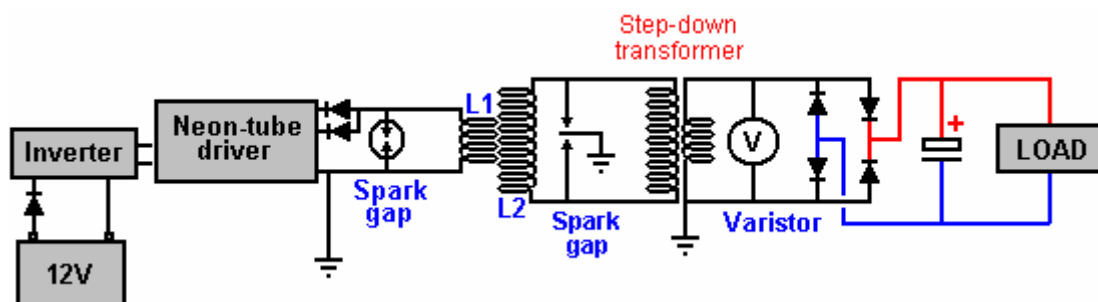 Step-down
transformer
Inverter
Neon-tube
driver
L1
L2
Spark
gap
Spark
gap
V
Varistor
+
LOAD
12V